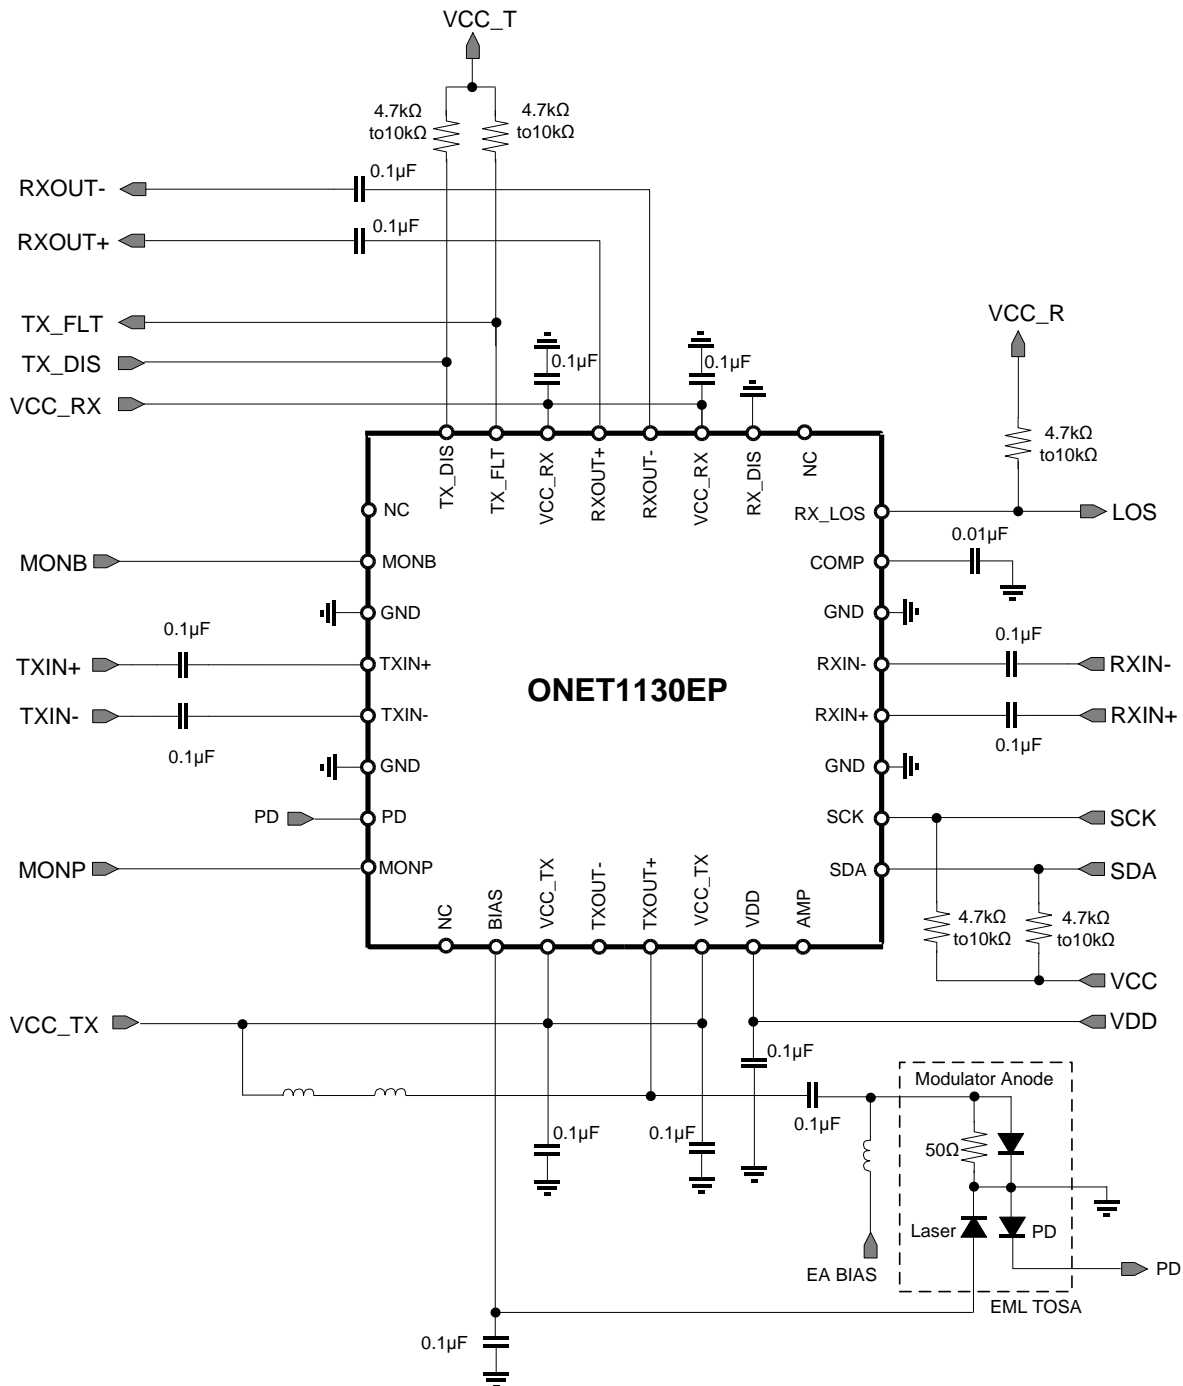 VCC_T
4.7kΩ
to10kΩ
4.7kΩ
to10kΩ
RXOUT-
0.1µF
RXOUT+
0.1µF
TX_FLT
TX_DIS
VCC_RX
0.1µF
0.1µF
VCC_R
4.7kΩ
to10kΩ
TX_DIS
TX_FLT
VCC_RX
RXOUT+
RXOUT-
VCC_RX
RX_DIS
NC
NC
RX_LOS
LOS
MONB
MONB
COMP
0.01µF
GND
GND
0.1µF
TXIN+
TXIN+
ONET1130EP
RXIN-
0.1µF
RXIN-
TXIN-
TXIN-
0.1µF
RXIN+
0.1µF
RXIN+
GND
GND
PD
PD
SCK
SCK
MONP
MONP
SDA
SDA
NC
BIAS
VCC_TX
TXOUT-
TXOUT+
VCC_TX
VDD
AMP
4.7kΩ
to10kΩ
4.7kΩ
to10kΩ
VCC
VCC_TX
VDD
0.1µF
Modulator Anode
0.1µF
0.1µF
0.1µF
50Ω
Laser
PD
EA BIAS
PD
EML TOSA
0.1µF